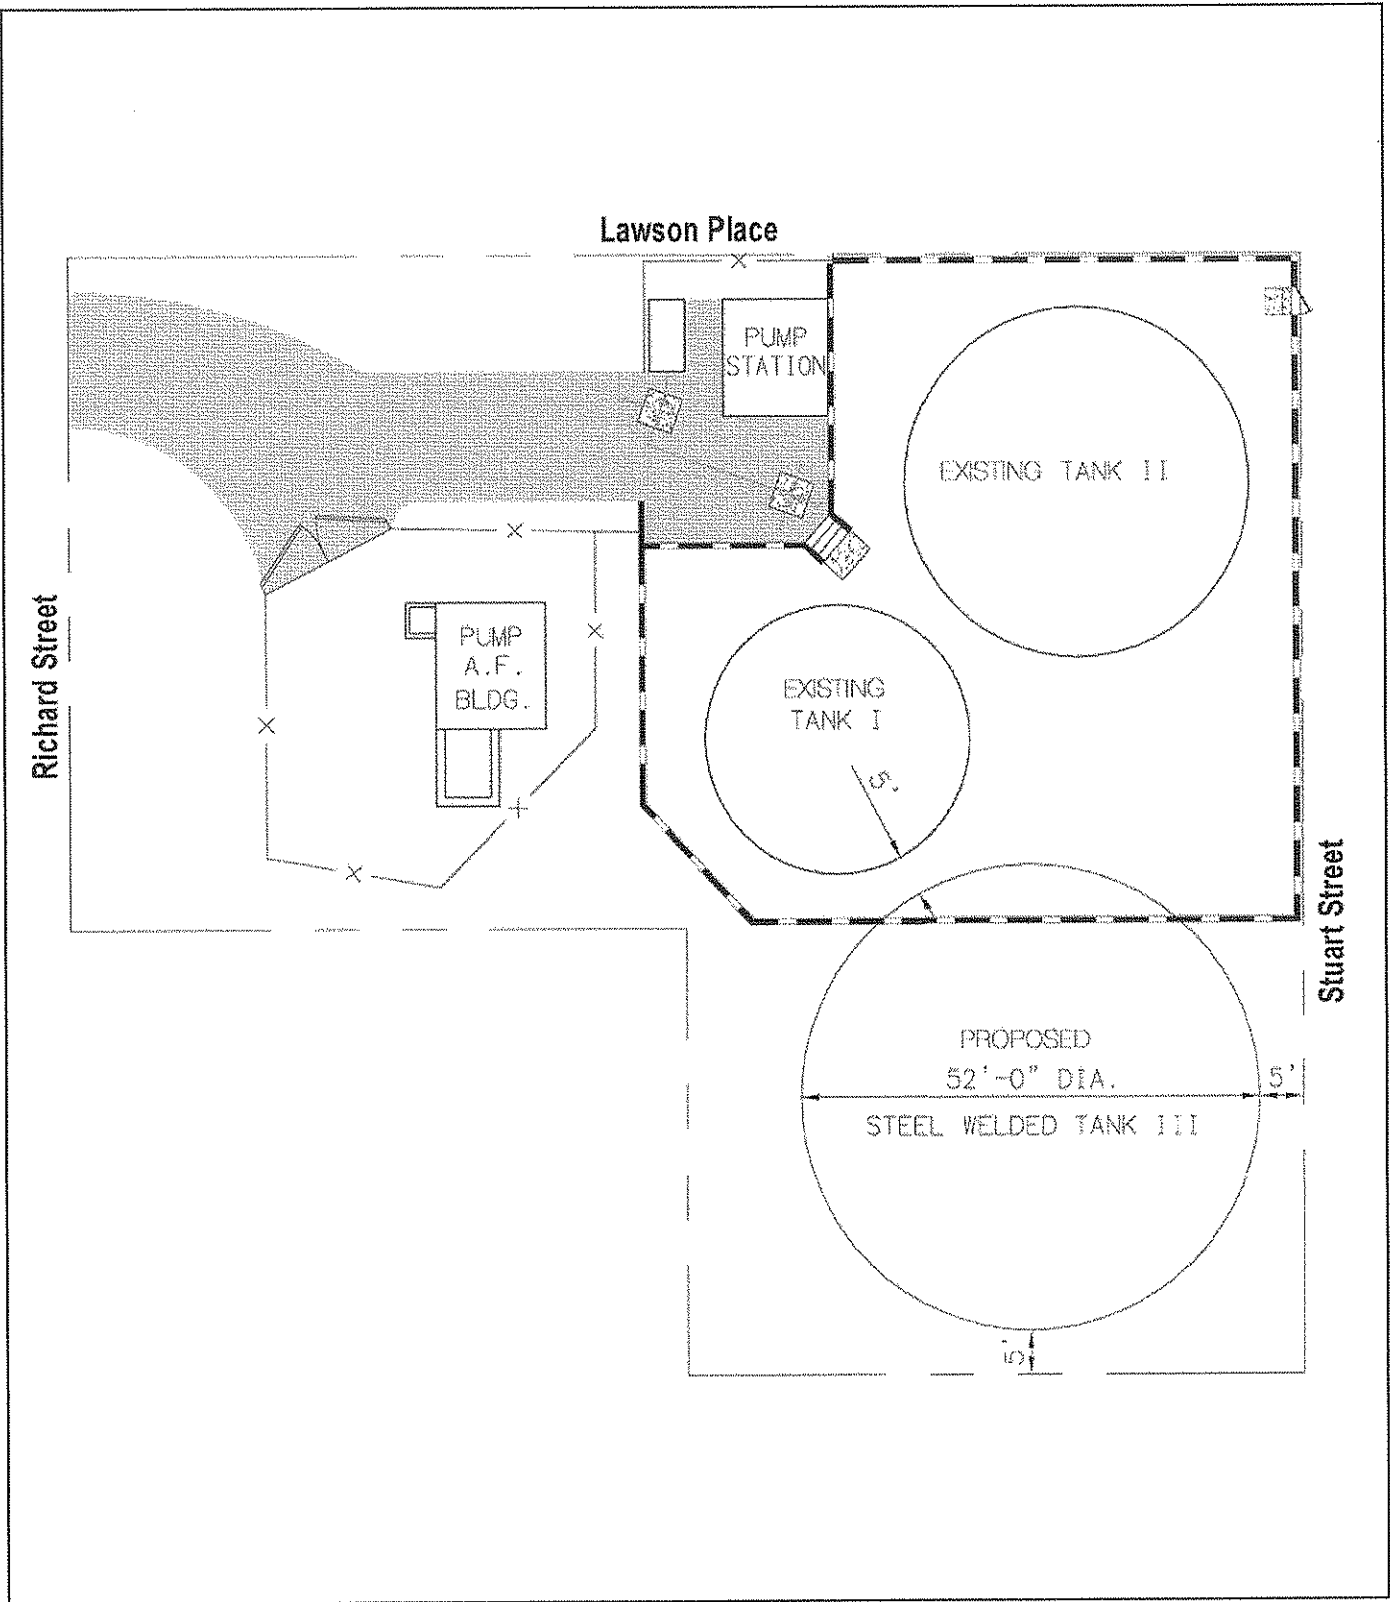 Lawson Place
PUMP
STATION
EXISTING TANK II
Richard Street
PUMP
A.F.
BLDG.
EXISTING
TANK I
5'
Stuart Street
PROPOSED
52'-0" DIA.
5'
STEEL WELDED TANK III
5'